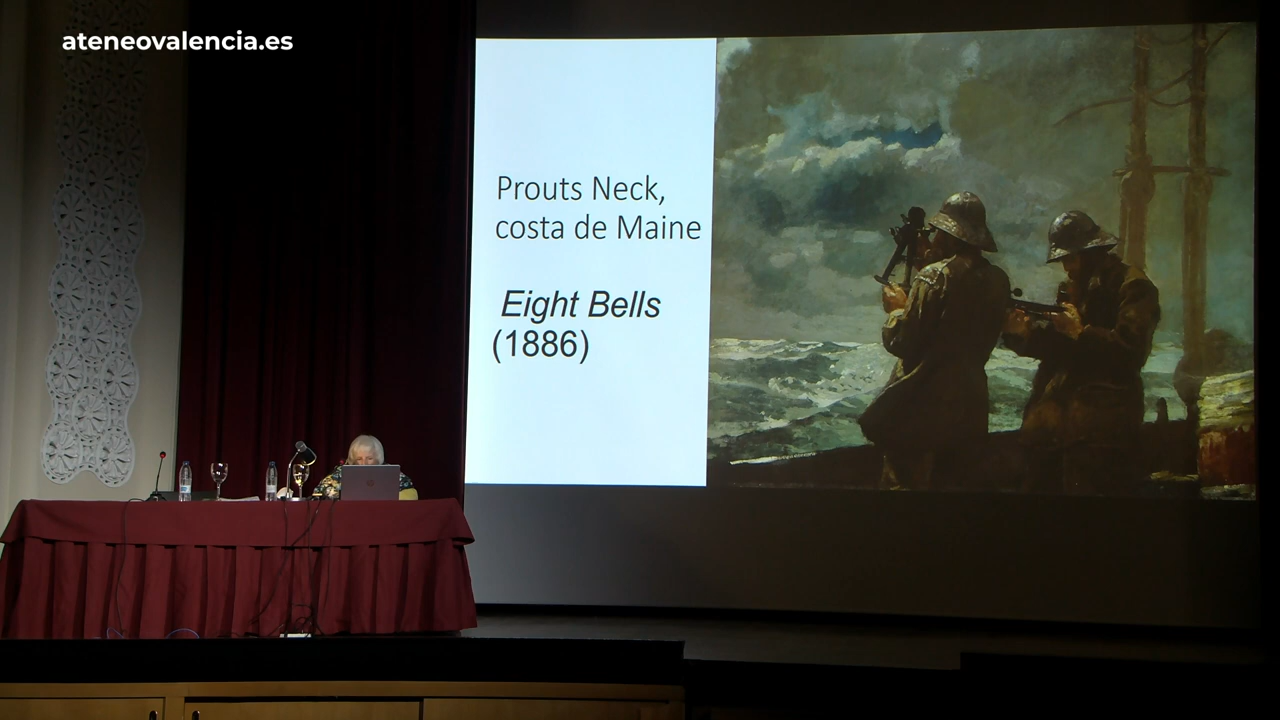 ateneovalencia.es
Prouts Neck,
costa de Maine
Eight Bells
(1886)